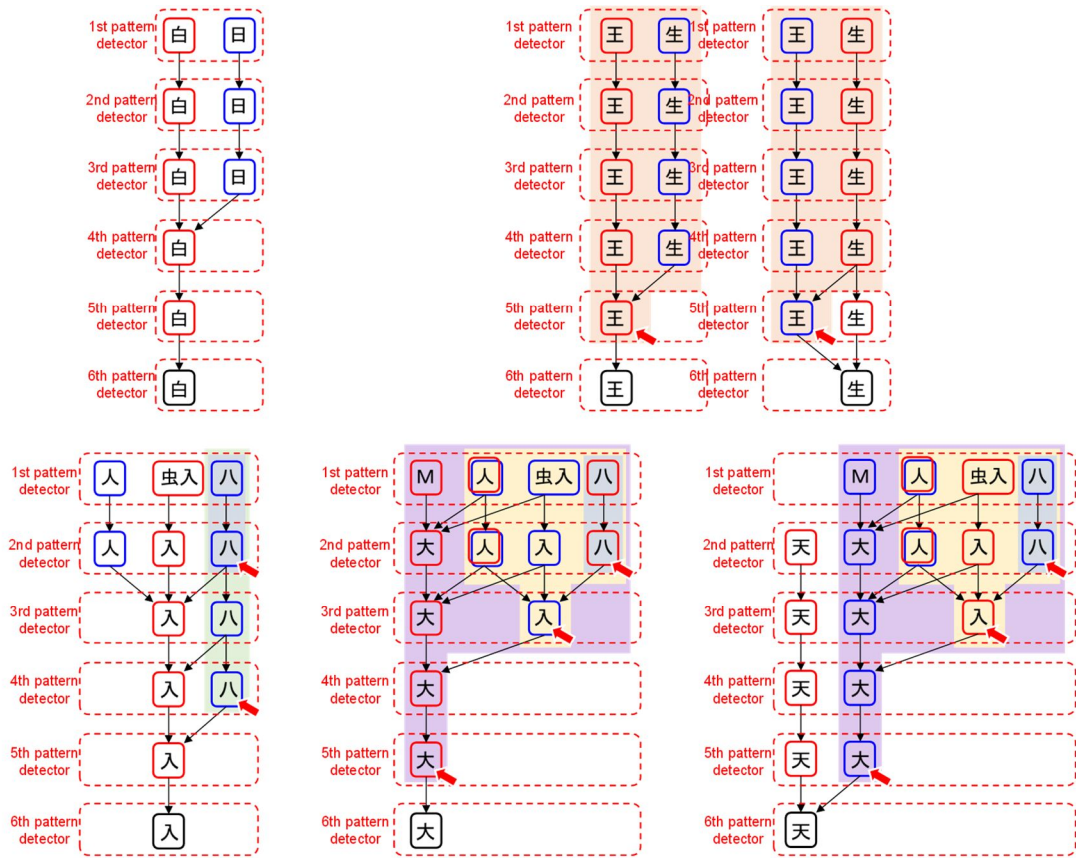 1st pattern detector 白 日
2nd pattern detector 白 日
3rd pattern detector 白 日
4th pattern detector 白
5th pattern detector 白
6th pattern detector 白
1st pattern detector 王 生
2nd pattern detector 王 生
3rd pattern detector 王 生
4th pattern detector 王 生
5th pattern detector 王
6th pattern detector 王
1st pattern detector 王 生
2nd pattern detector 王 生
3rd pattern detector 王 生
4th pattern detector 王 生
5th pattern detector 王 生
6th pattern detector 生
1st pattern detector 人 虫入 八
2nd pattern detector 人 入 八
3rd pattern detector 入 八
4th pattern detector 入 八
5th pattern detector 入
6th pattern detector 入
1st pattern detector M 人 虫入 八
2nd pattern detector 大 人 入 八
3rd pattern detector 大 入
4th pattern detector 大
5th pattern detector 大
6th pattern detector 大
1st pattern detector M 人 虫入 八
2nd pattern detector 天 大 人 入 八
3rd pattern detector 天 大 入
4th pattern detector 天 大
5th pattern detector 天 大
6th pattern detector 天